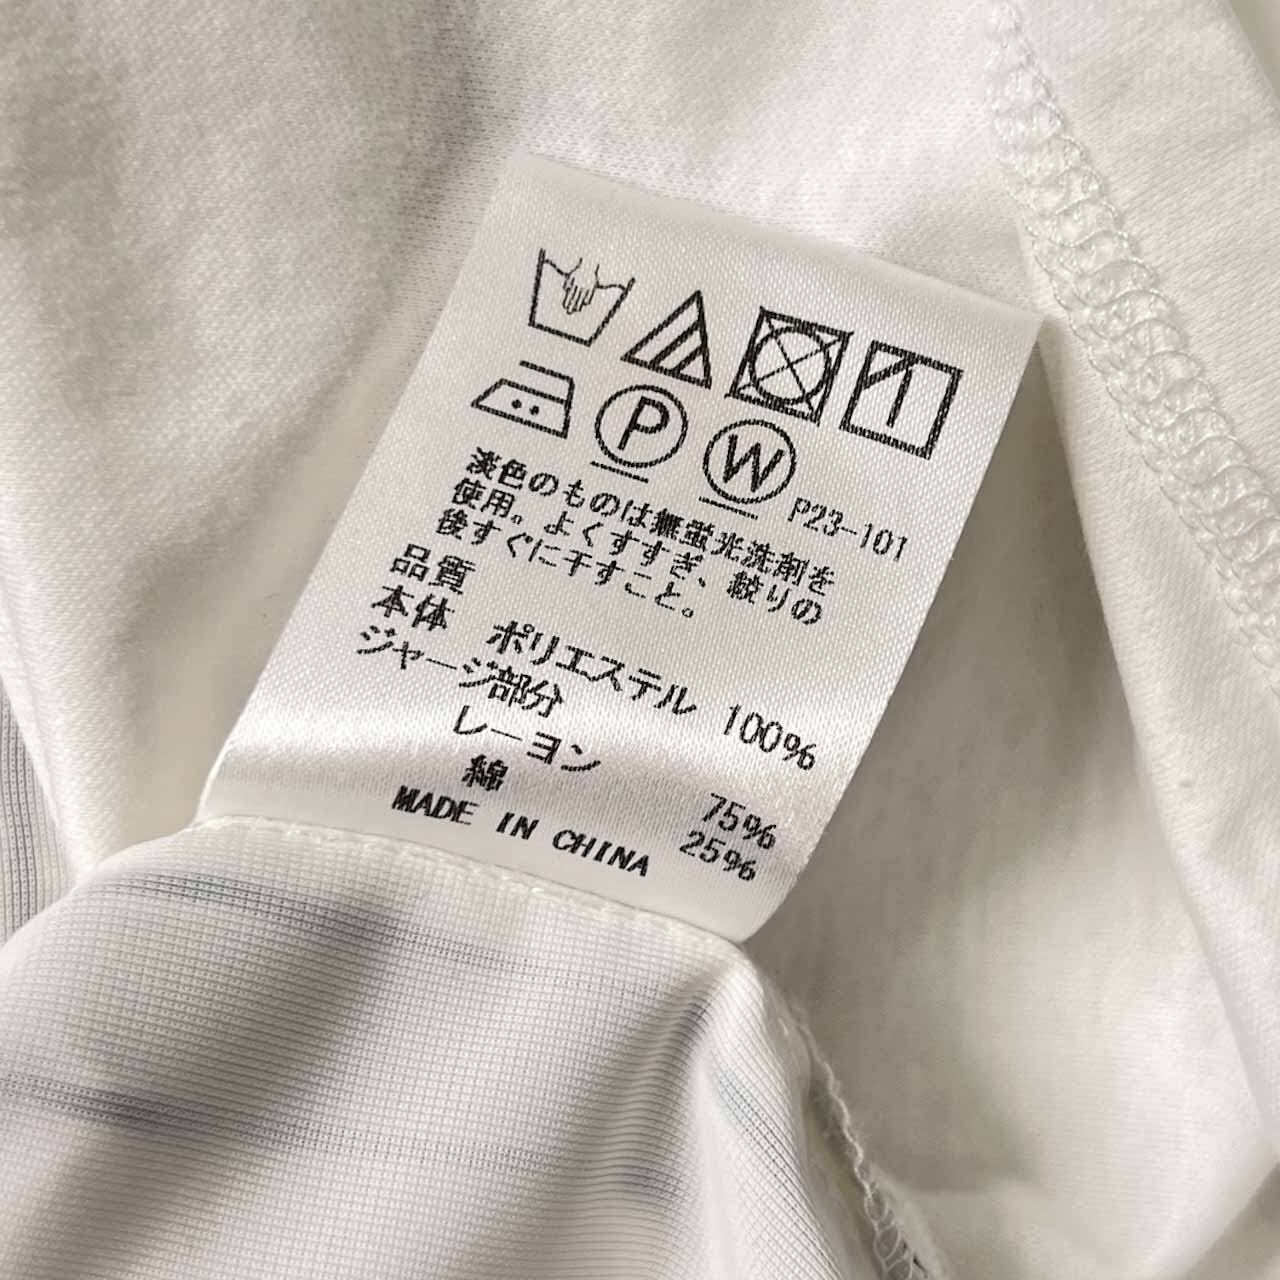 P
W
P23-101
淡色のものは無蛍光洗剤を
使用。よくすすぎ、絞りの
後すぐに干すこと。
品質
本体 ポリエステル 100%
ジャージ部分
レーヨン 75%
綿 25%
MADE IN CHINA